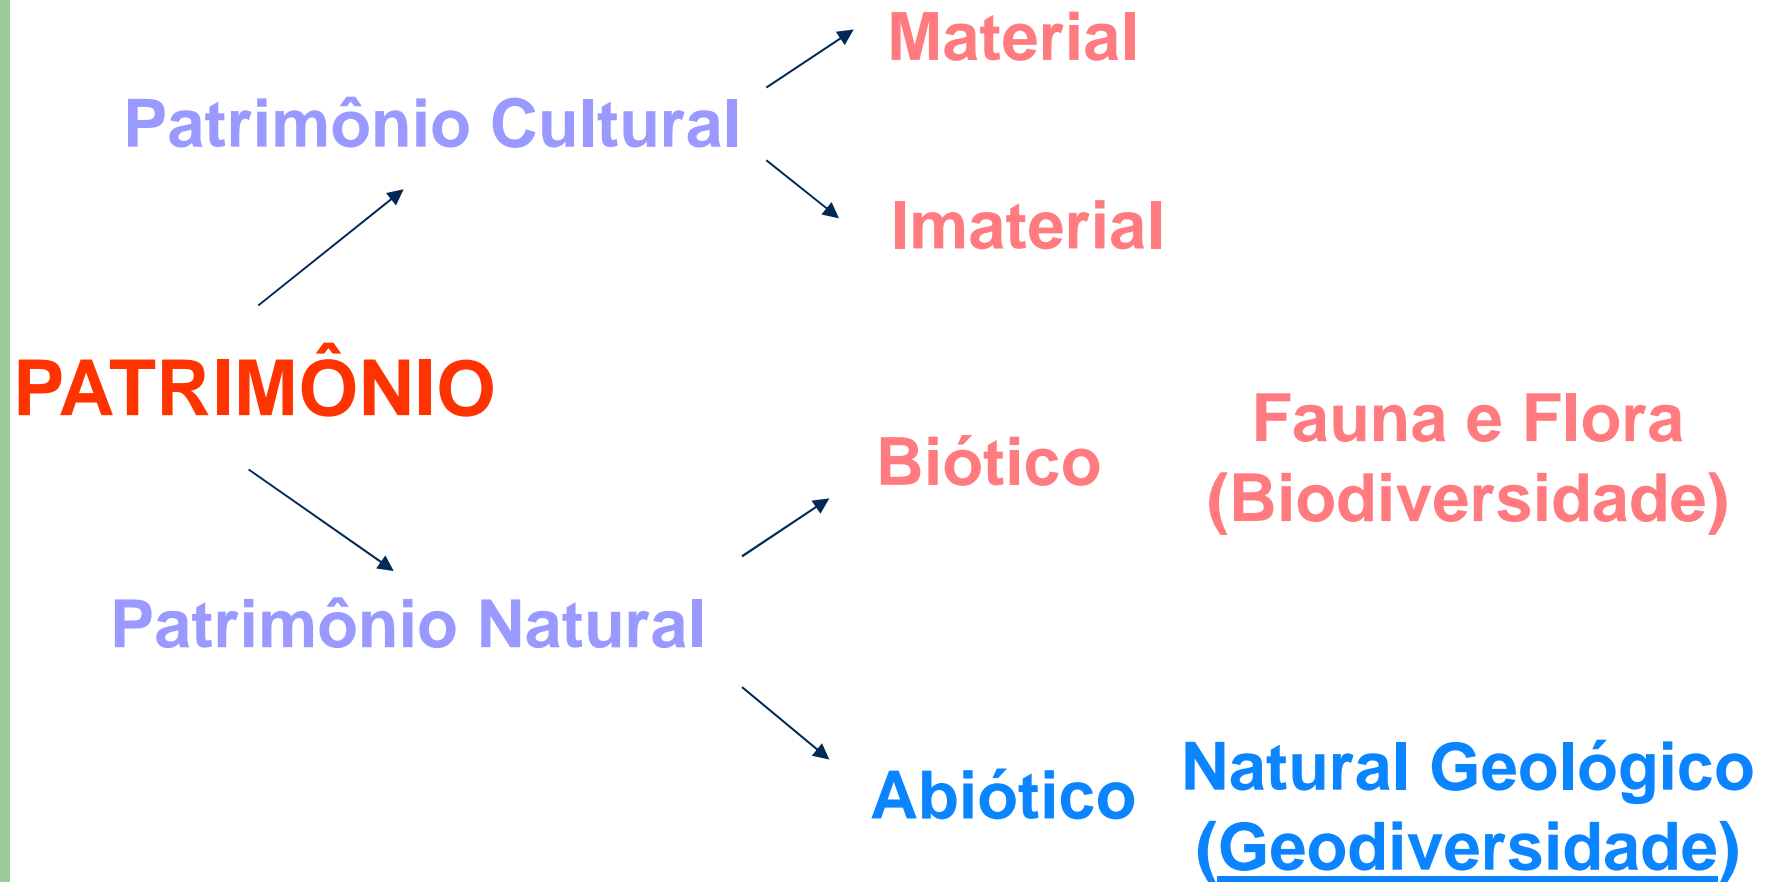 Material
Patrimônio Cultural
Imaterial
PATRIMÔNIO
Biótico
Fauna e Flora
(Biodiversidade)
Patrimônio Natural
Abiótico
Natural Geológico
(Geodiversidade)